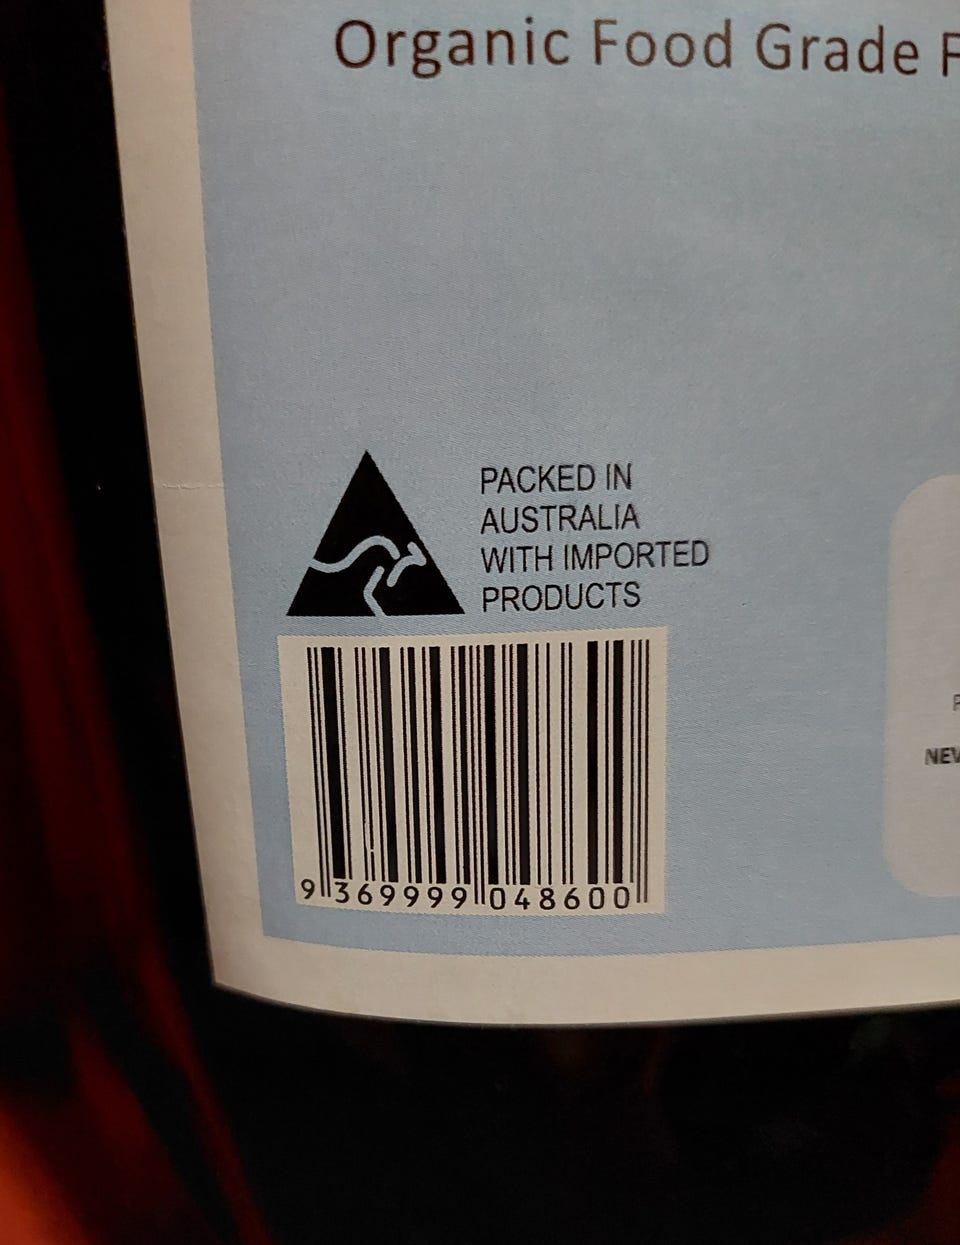 Organic Food Grade
PACKED IN
AUSTRALIA
WITH IMPORTED
PRODUCTS
9 369999 048600